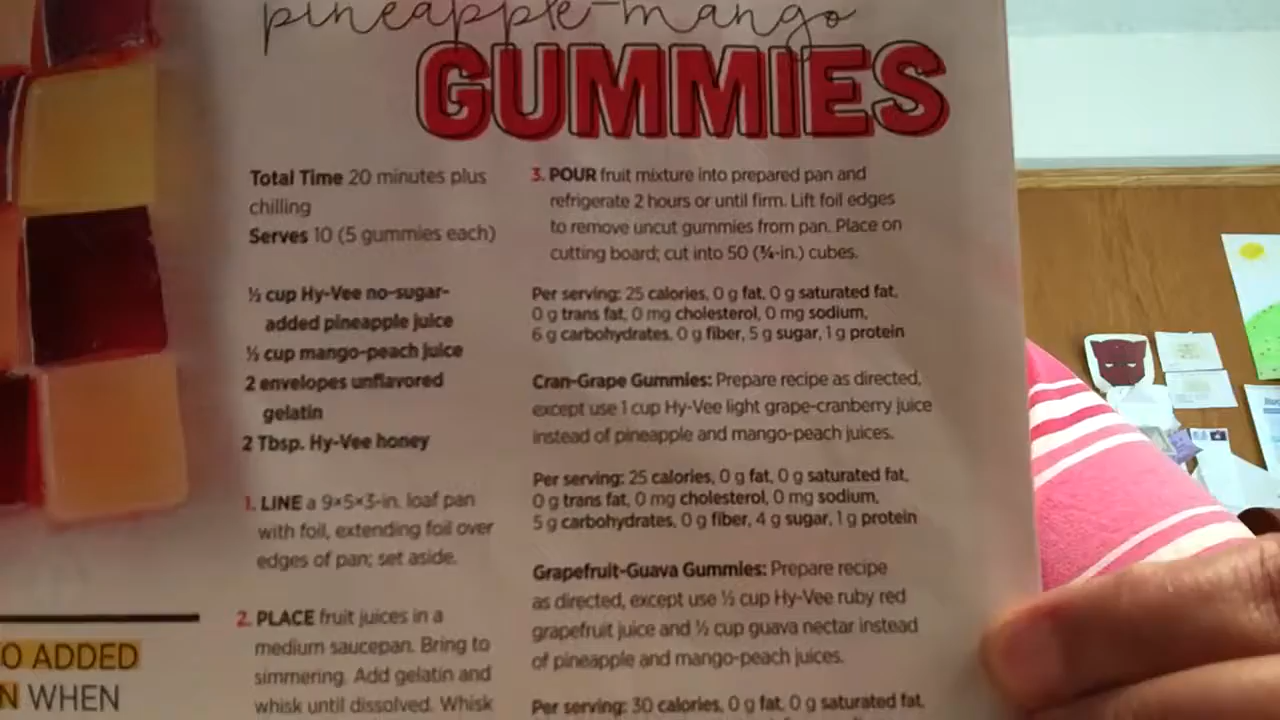 pineapple-mango
GUMMIES
Total Time 20 minutes plus
chilling
Serves 10 (5 gummies each)
½ cup Hy-Vee no-sugar-
added pineapple juice
½ cup mango-peach juice
2 envelopes unflavored
gelatin
2 Tbsp. Hy-Vee honey
1. LINE a 9×5×3-in. loaf pan
with foil, extending foil over
edges of pan; set aside.
2. PLACE fruit juices in a
medium saucepan. Bring to
simmering. Add gelatin and
whisk until dissolved. Whisk
3. POUR fruit mixture into prepared pan and
refrigerate 2 hours or until firm. Lift foil edges
to remove uncut gummies from pan. Place on
cutting board; cut into 50 (¾-in.) cubes.
Per serving: 25 calories, 0 g fat, 0 g saturated fat,
0 g trans fat, 0 mg cholesterol, 0 mg sodium,
6 g carbohydrates, 0 g fiber, 5 g sugar, 1 g protein
Cran-Grape Gummies: Prepare recipe as directed,
except use 1 cup Hy-Vee light grape-cranberry juice
instead of pineapple and mango-peach juices.
Per serving: 25 calories, 0 g fat, 0 g saturated fat,
0 g trans fat, 0 mg cholesterol, 0 mg sodium,
5 g carbohydrates, 0 g fiber, 4 g sugar, 1 g protein
Grapefruit-Guava Gummies: Prepare recipe
as directed, except use ½ cup Hy-Vee ruby red
grapefruit juice and ½ cup guava nectar instead
of pineapple and mango-peach juices.
Per serving: 30 calories, 0 g fat, 0 g saturated fat,
O ADDED
N WHEN